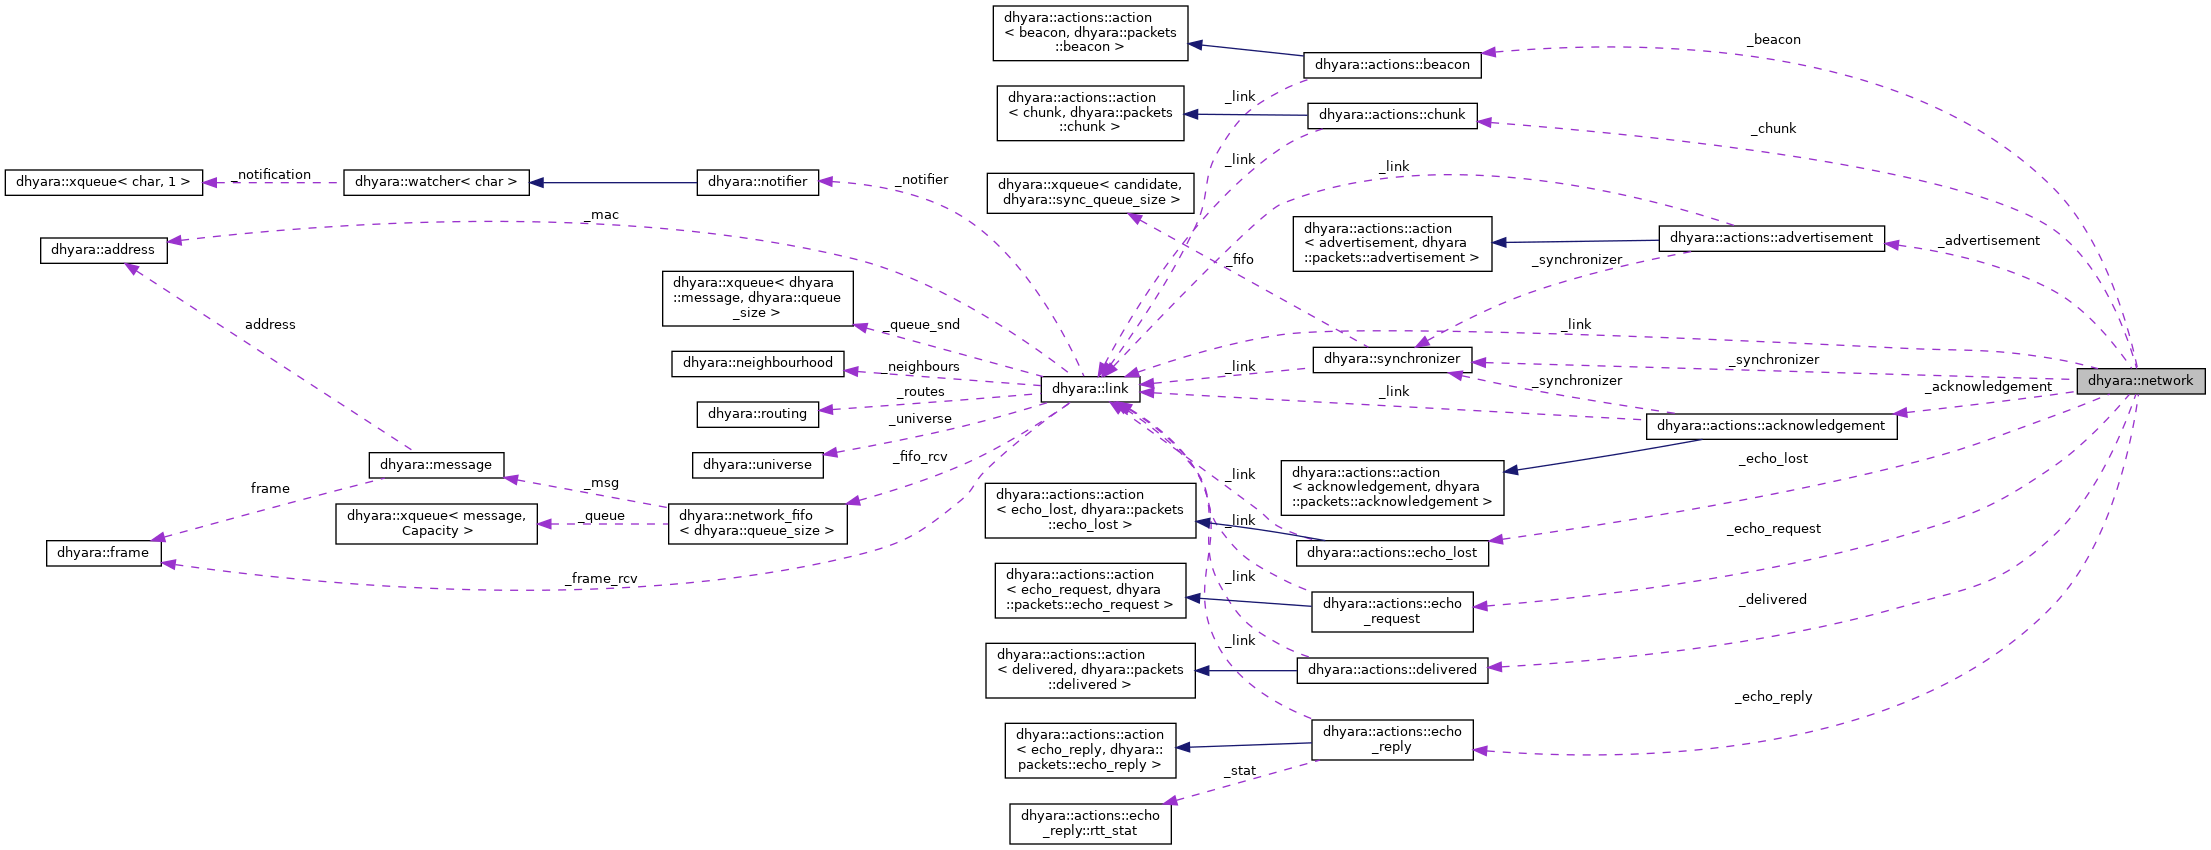 dhyara::actions::action
< beacon, dhyara::packets
::beacon >
dhyara::actions::beacon
_beacon
dhyara::actions::action
< chunk, dhyara::packets
::chunk >
_link
dhyara::actions::chunk
_chunk
_link
_link
dhyara::xqueue< char, 1 >
_notification
dhyara::watcher< char >
dhyara::notifier
_notifier
dhyara::xqueue< candidate,
dhyara::sync_queue_size >
_mac
dhyara::address
dhyara::actions::action
< advertisement, dhyara
::packets::advertisement >
dhyara::actions::advertisement
_advertisement
_fifo
_synchronizer
dhyara::xqueue< dhyara
::message, dhyara::queue
_size >
address
_queue_snd
_link
dhyara::neighbourhood
_neighbours
_link
dhyara::synchronizer
_synchronizer
dhyara::link
_synchronizer
dhyara::network
_routes
_link
_acknowledgement
dhyara::routing
_universe
dhyara::actions::acknowledgement
dhyara::message
dhyara::universe
_fifo_rcv
_echo_lost
dhyara::actions::action
< acknowledgement, dhyara
::packets::acknowledgement >
frame
_msg
_link
dhyara::actions::action
< echo_lost, dhyara::packets
::echo_lost >
dhyara::xqueue< message,
Capacity >
_queue
dhyara::network_fifo
< dhyara::queue_size >
_link
_echo_request
dhyara::frame
dhyara::actions::echo_lost
_frame_rcv
_link
dhyara::actions::action
< echo_request, dhyara
::packets::echo_request >
dhyara::actions::echo
_request
_delivered
_link
dhyara::actions::action
< delivered, dhyara::packets
::delivered >
dhyara::actions::delivered
_echo_reply
dhyara::actions::action
< echo_reply, dhyara::
packets::echo_reply >
dhyara::actions::echo
_reply
_stat
dhyara::actions::echo
_reply::rtt_stat